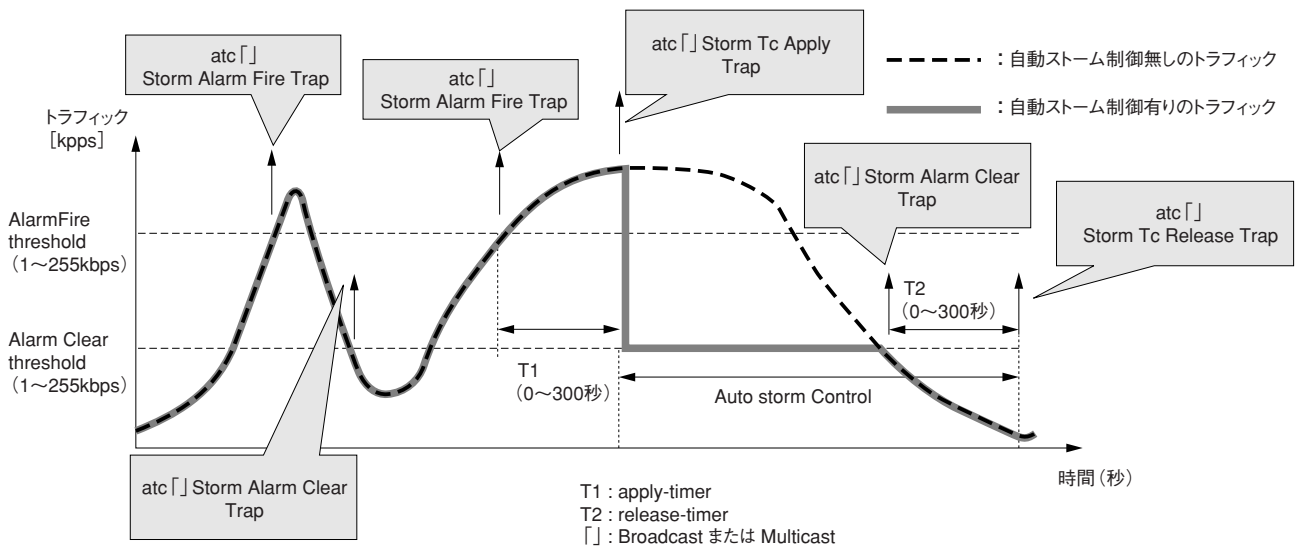 atc「」
Storm Alarm Fire Trap
atc「」
Storm Alarm Fire Trap
atc「」Storm Tc Apply
Trap
:自動ストーム制御無しのトラフィック
:自動ストーム制御有りのトラフィック
トラフィック
[kpps]
atc「」Storm Alarm Clear
Trap
atc「」
Storm Tc Release Trap
AlarmFire
threshold
(1~255kbps)
T2
(0~300秒)
Alarm Clear
threshold
(1~255kbps)
T1
(0~300秒)
Auto storm Control
atc「」Storm Alarm Clear
Trap
時間(秒)
T1 : apply-timer
T2 : release-timer
「」: Broadcast または Multicast